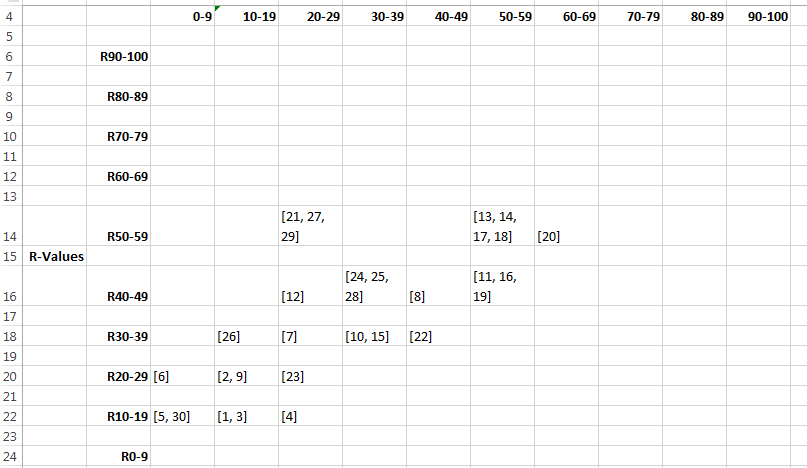 4 0-9 10-19 20-29 30-39 40-49 50-59 60-69 70-79 80-89 90-100
5
6 R90-100
7
8 R80-89
9
10 R70-79
11
12 R60-69
13
[21, 27, [13, 14,
14 R50-59 29] 17, 18] [20]
15 R-Values
[24, 25, [11, 16,
16 R40-49 [12] 28] [8] 19]
17
18 R30-39 [26] [7] [10, 15] [22]
19
20 R20-29 [6] [2, 9] [23]
21
22 R10-19 [5, 30] [1, 3] [4]
23
24 R0-9